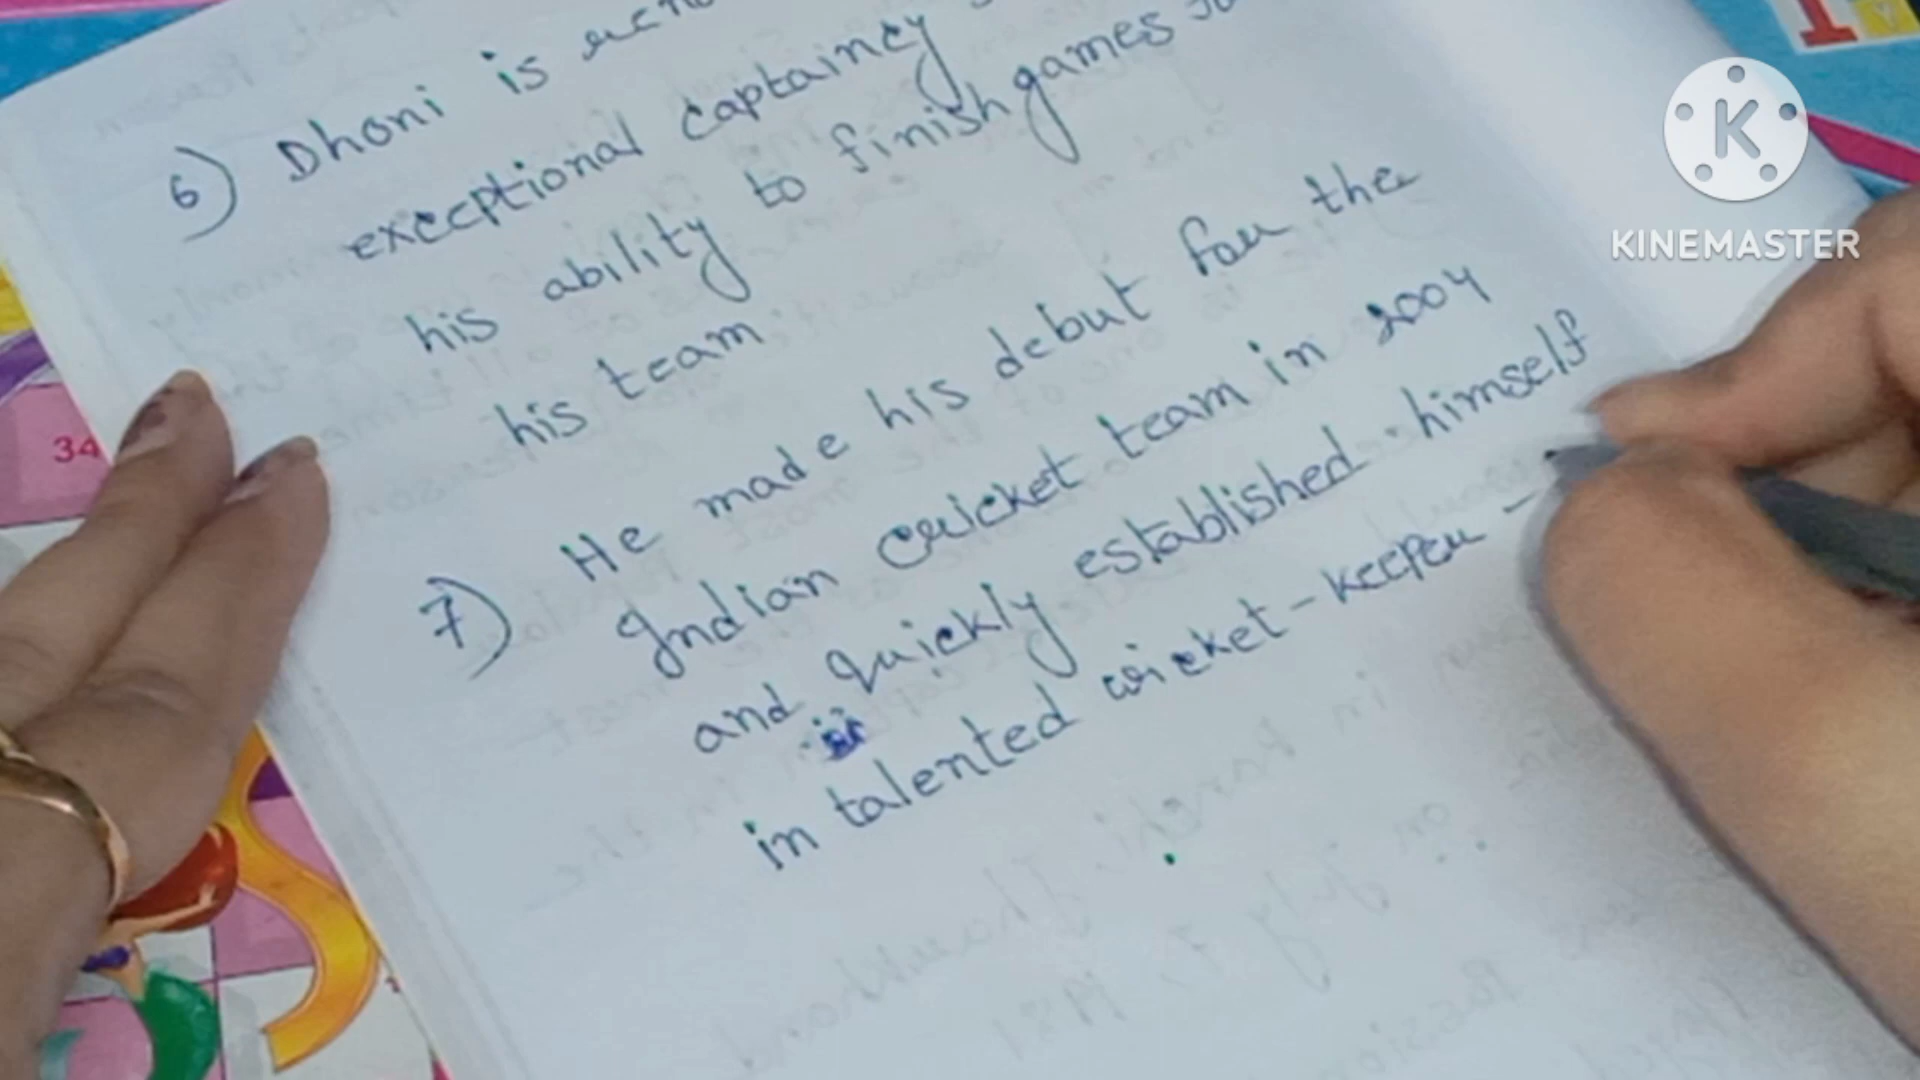 6) Dhoni is
exceptional captaincy
his ability to finish games
his team
7) He made his debut for the
Indian cricket team in 2004
and quickly established himself
in talented wicket-keeper -
KINEMASTER
34
1